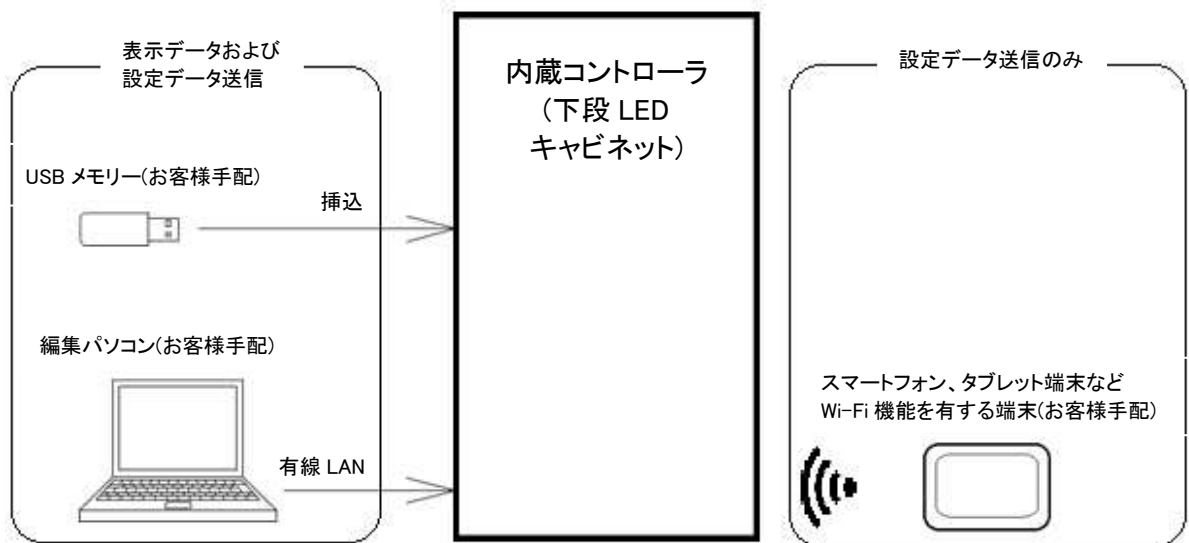 表示データおよび
設定データ送信
USB メモリー(お客様手配)
挿込
編集パソコン(お客様手配)
有線 LAN
内蔵コントローラ
(下段 LED
キャビネット)
設定データ送信のみ
スマートフォン、タブレット端末など
Wi-Fi 機能を有する端末(お客様手配)